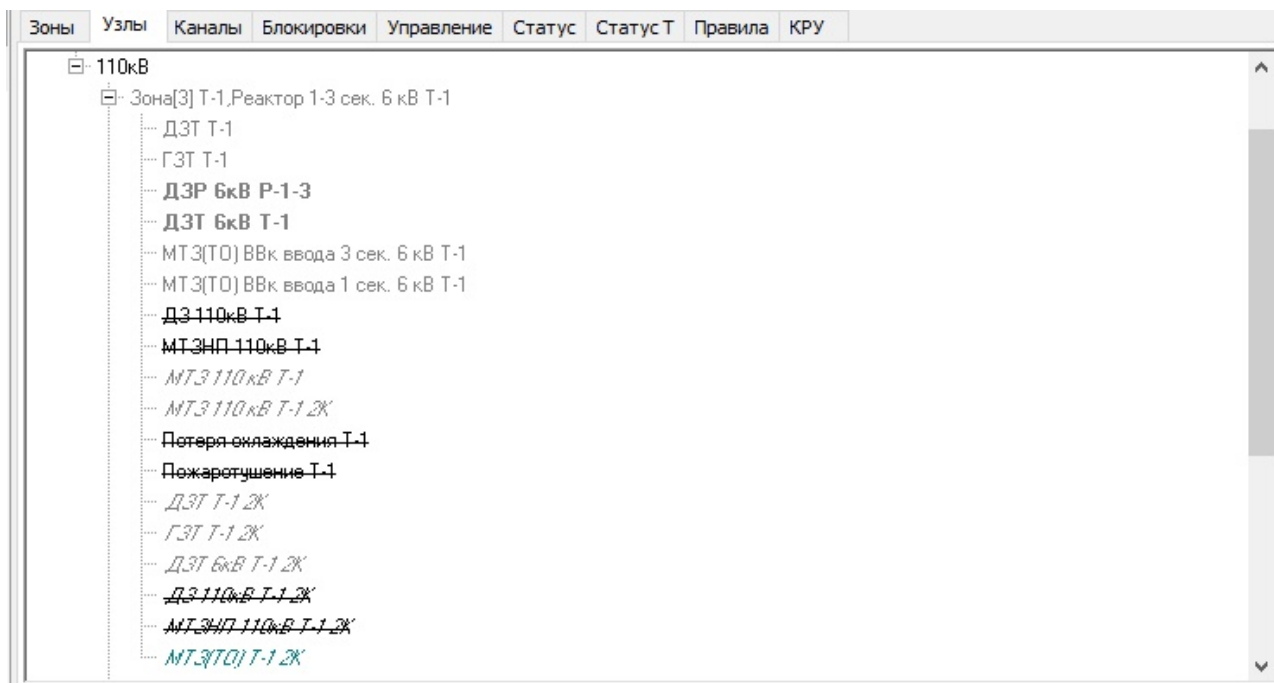 Зоны Узлы Каналы Блокировки Управление Статус Статус Т Правила КРУ
110кВ
Зона[3] Т-1,Реактор 1-3 сек. 6 кВ Т-1
ДЗТ Т-1
ГЗТ Т-1
ДЗР 6кВ Р-1-3
ДЗТ 6кВ Т-1
МТЗ(ТО) ВВк ввода 3 сек. 6 кВ Т-1
МТЗ(ТО) ВВк ввода 1 сек. 6 кВ Т-1
ДЗ 110кВ Т-1
МТЗНП 110кВ Т-1
МТЗ 110 кВ Т-1
МТЗ 110 кВ Т-1 2К
Потеря охлаждения Т-1
Пожаротушение Т-1
ДЗТ Т-1 2К
ГЗТ Т-1 2К
ДЗТ 6кВ Т-1 2К
ДЗ 110кВ Т-1 2К
МТЗНП 110кВ Т-1 2К
МТЗ(ТО) Т-1 2К